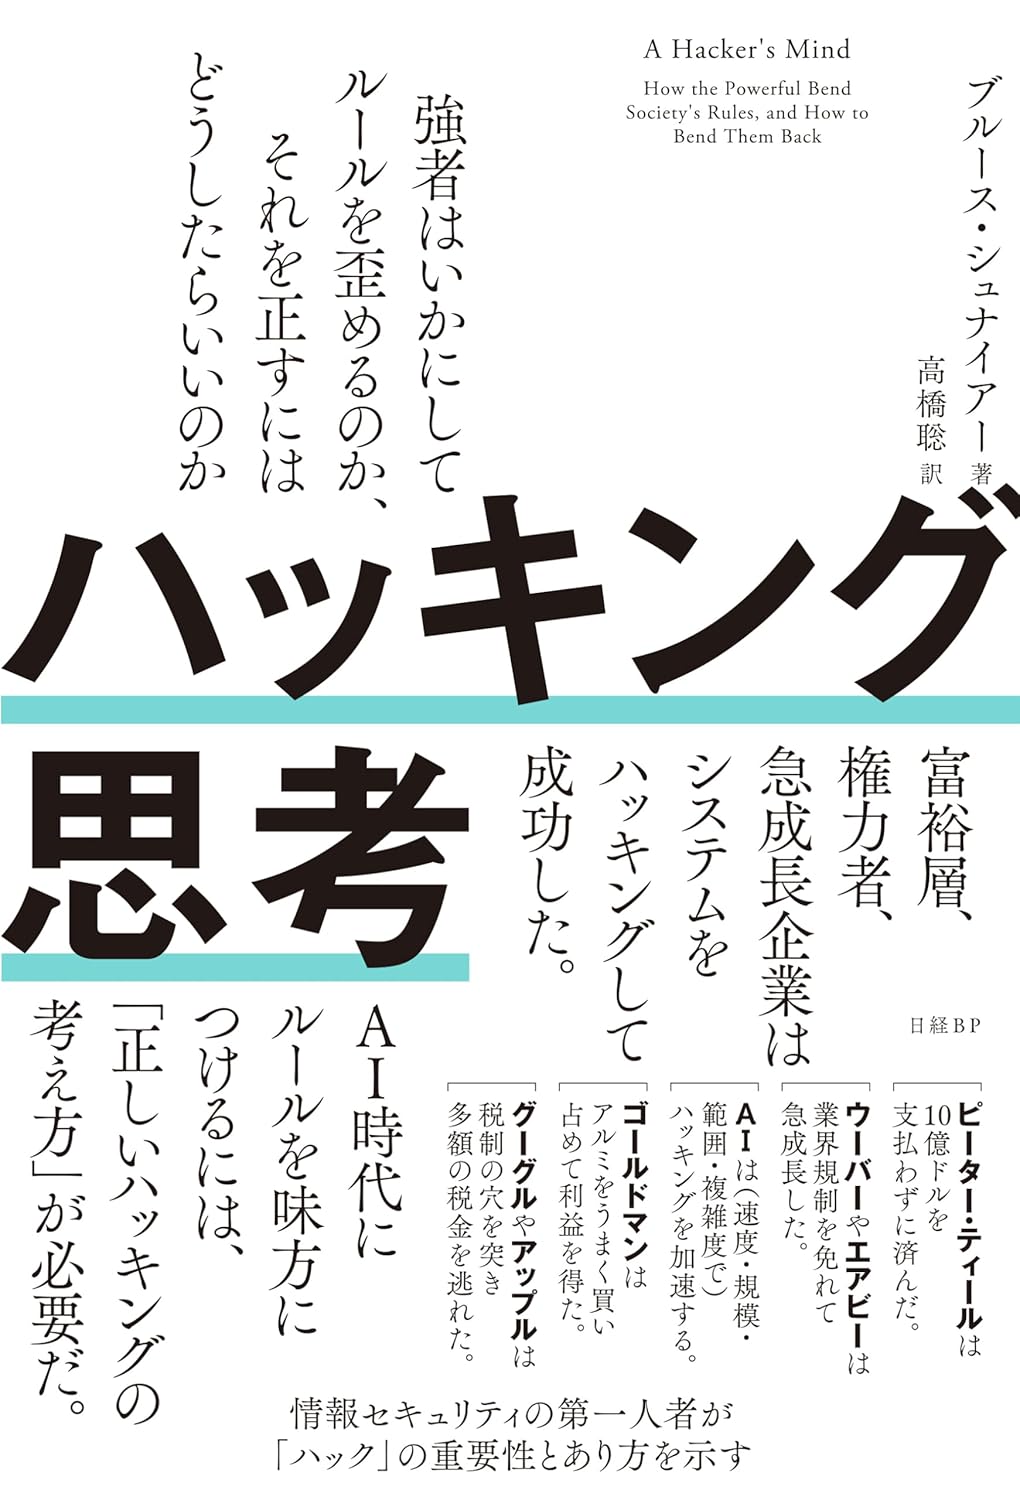 A Hacker's Mind
How the Powerful Bend
Society's Rules, and How to
Bend Them Back
ブルース・シュナイアー 著
高橋聡 訳
強者はいかにして
ルールを歪めるのか、
それを正すには
どうしたらいいのか
ハッキング
思考
富裕層、
権力者、
急成長企業は
システムを
ハッキングして
成功した。
日経BP
ピーター・ティールは
10億ドルを
支払わずに済んだ。
ウーバーやエアビーは
業界規制を免れて
急成長した。
AIは(速度・規模・
範囲・複雑度で)
ハッキングを加速する。
ゴールドマンは
アルミをうまく買い
占めて利益を得た。
グーグルやアップルは
税制の穴を突き
多額の税金を逃れた。
AI時代に
ルールを味方に
つけるには、
「正しいハッキングの
考え方」が必要だ。
情報セキュリティの第一人者が
「ハック」の重要性とあり方を示す